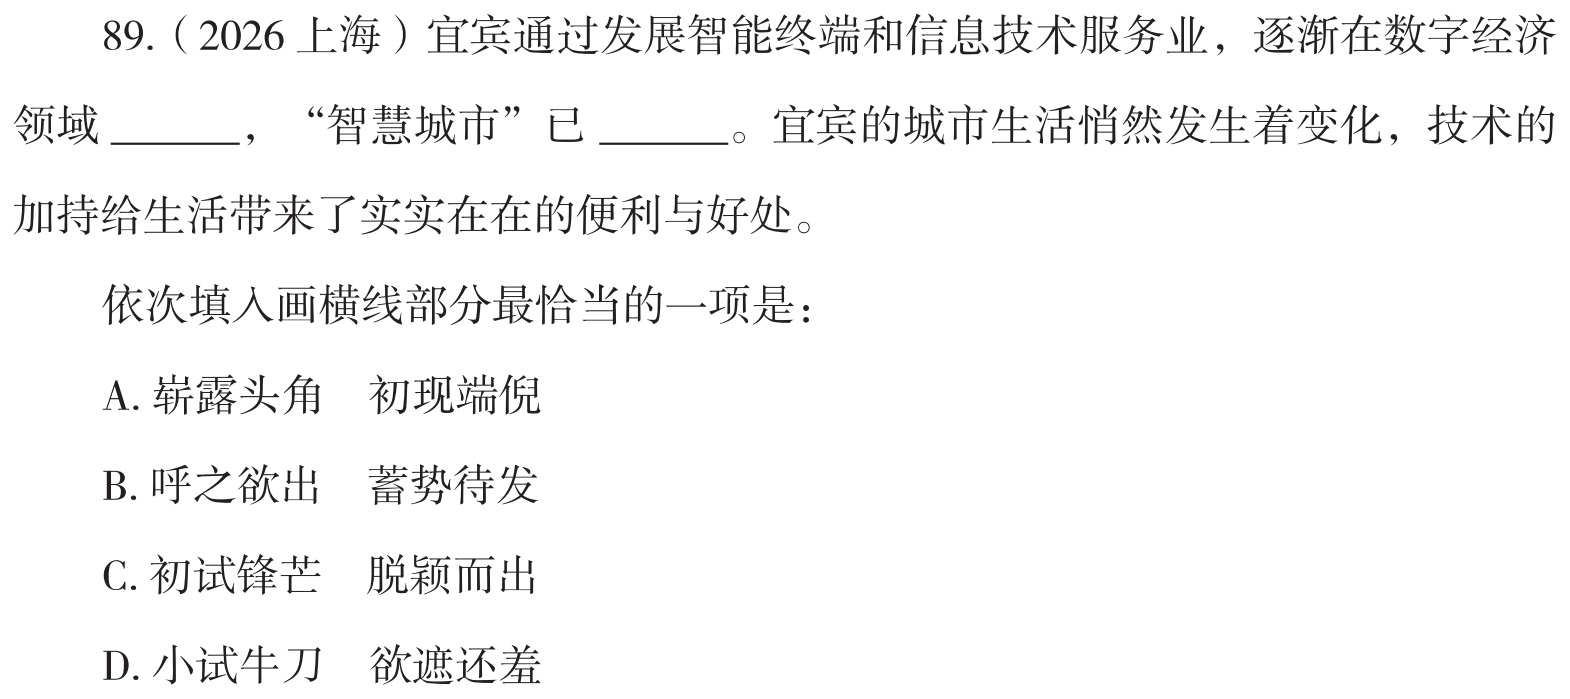 89.（2026 上海）宜宾通过发展智能终端和信息技术服务业，逐渐在数字经济
领域 ______，“智慧城市”已 ______。宜宾的城市生活悄然发生着变化，技术的
加持给生活带来了实实在在的便利与好处。
依次填入画横线部分最恰当的一项是：
A. 崭露头角　初现端倪
B. 呼之欲出　蓄势待发
C. 初试锋芒　脱颖而出
D. 小试牛刀　欲遮还羞